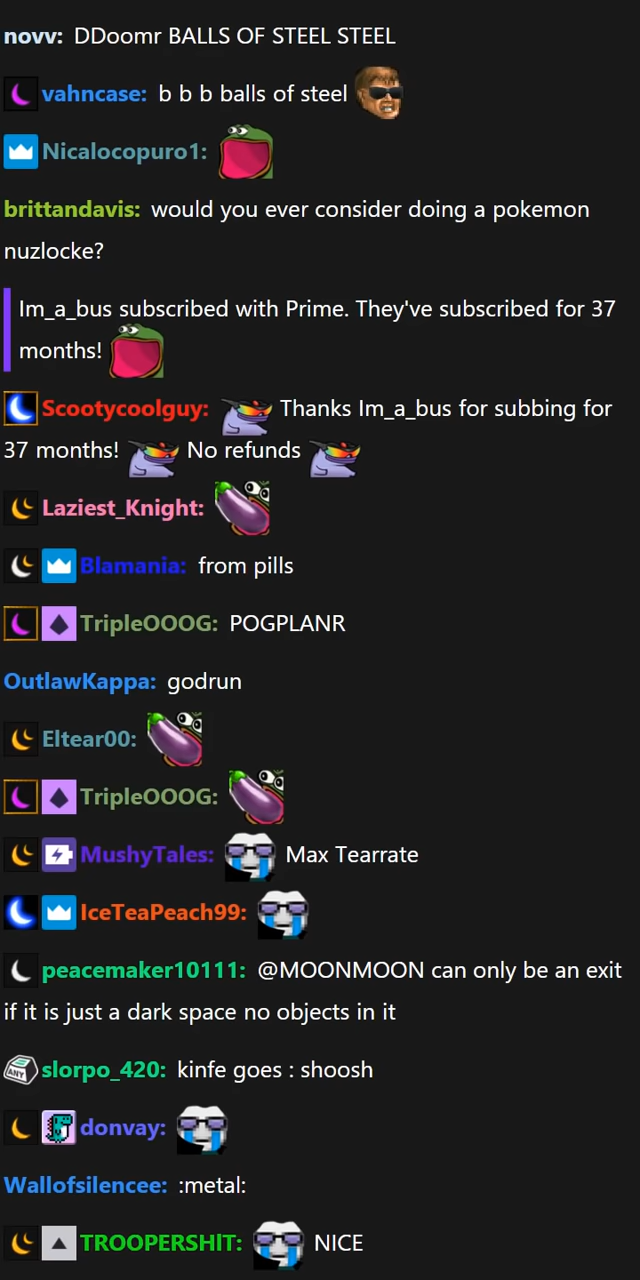 novv: DDoomr BALLS OF STEEL STEEL
vahncase: b b b balls of steel
Nicalocopuro1:
brittandavis: would you ever consider doing a pokemon
nuzlocke?
Im_a_bus subscribed with Prime. They've subscribed for 37
months!
Scootycoolguy: Thanks Im_a_bus for subbing for
37 months! No refunds
Laziest_Knight:
Blamania: from pills
TripleOOOG: POGPLANR
OutlawKappa: godrun
Eltear00:
TripleOOOG:
MushyTales: Max Tearrate
IceTeaPeach99:
peacemaker10111: @MOONMOON can only be an exit
if it is just a dark space no objects in it
ANY slorpo_420: kinfe goes : shoosh
donvay:
Wallofsilencee: :metal:
TROOPERSHlT: NICE